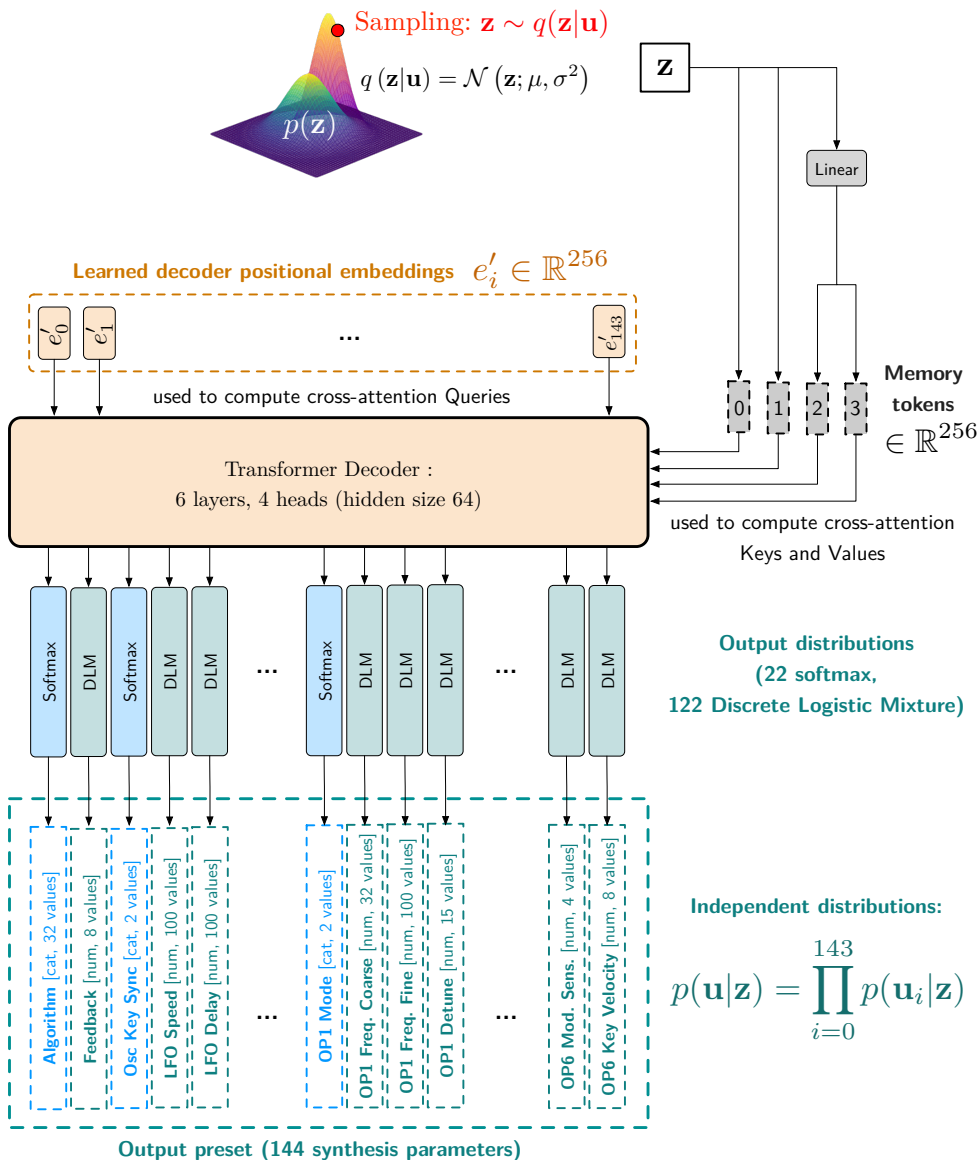 Sampling: z ∼ q(z|u)
q (z|u) = 𝒩 (z; μ, σ²)
p(z)
z
Linear
Learned decoder positional embeddings e′ᵢ ∈ ℝ²⁵⁶
e′₀ e′₁ ... e′₁₄₃
used to compute cross-attention Queries
0 1 2 3
Memory
tokens
∈ ℝ²⁵⁶
Transformer Decoder :
6 layers, 4 heads (hidden size 64)
used to compute cross-attention
Keys and Values
Softmax DLM Softmax DLM DLM ... Softmax DLM DLM DLM ... DLM DLM
Output distributions
(22 softmax,
122 Discrete Logistic Mixture)
Algorithm [cat, 32 values]
Feedback [num, 8 values]
Osc Key Sync [cat, 2 values]
LFO Speed [num, 100 values]
LFO Delay [num, 100 values]
...
OP1 Mode [cat, 2 values]
OP1 Freq. Coarse [num, 32 values]
OP1 Freq. Fine [num, 100 values]
OP1 Detune [num, 15 values]
...
OP6 Mod. Sens. [num, 4 values]
OP6 Key Velocity [num, 8 values]
Independent distributions:
p(u|z) = ∏¹⁴³ᵢ₌₀ p(uᵢ|z)
Output preset (144 synthesis parameters)